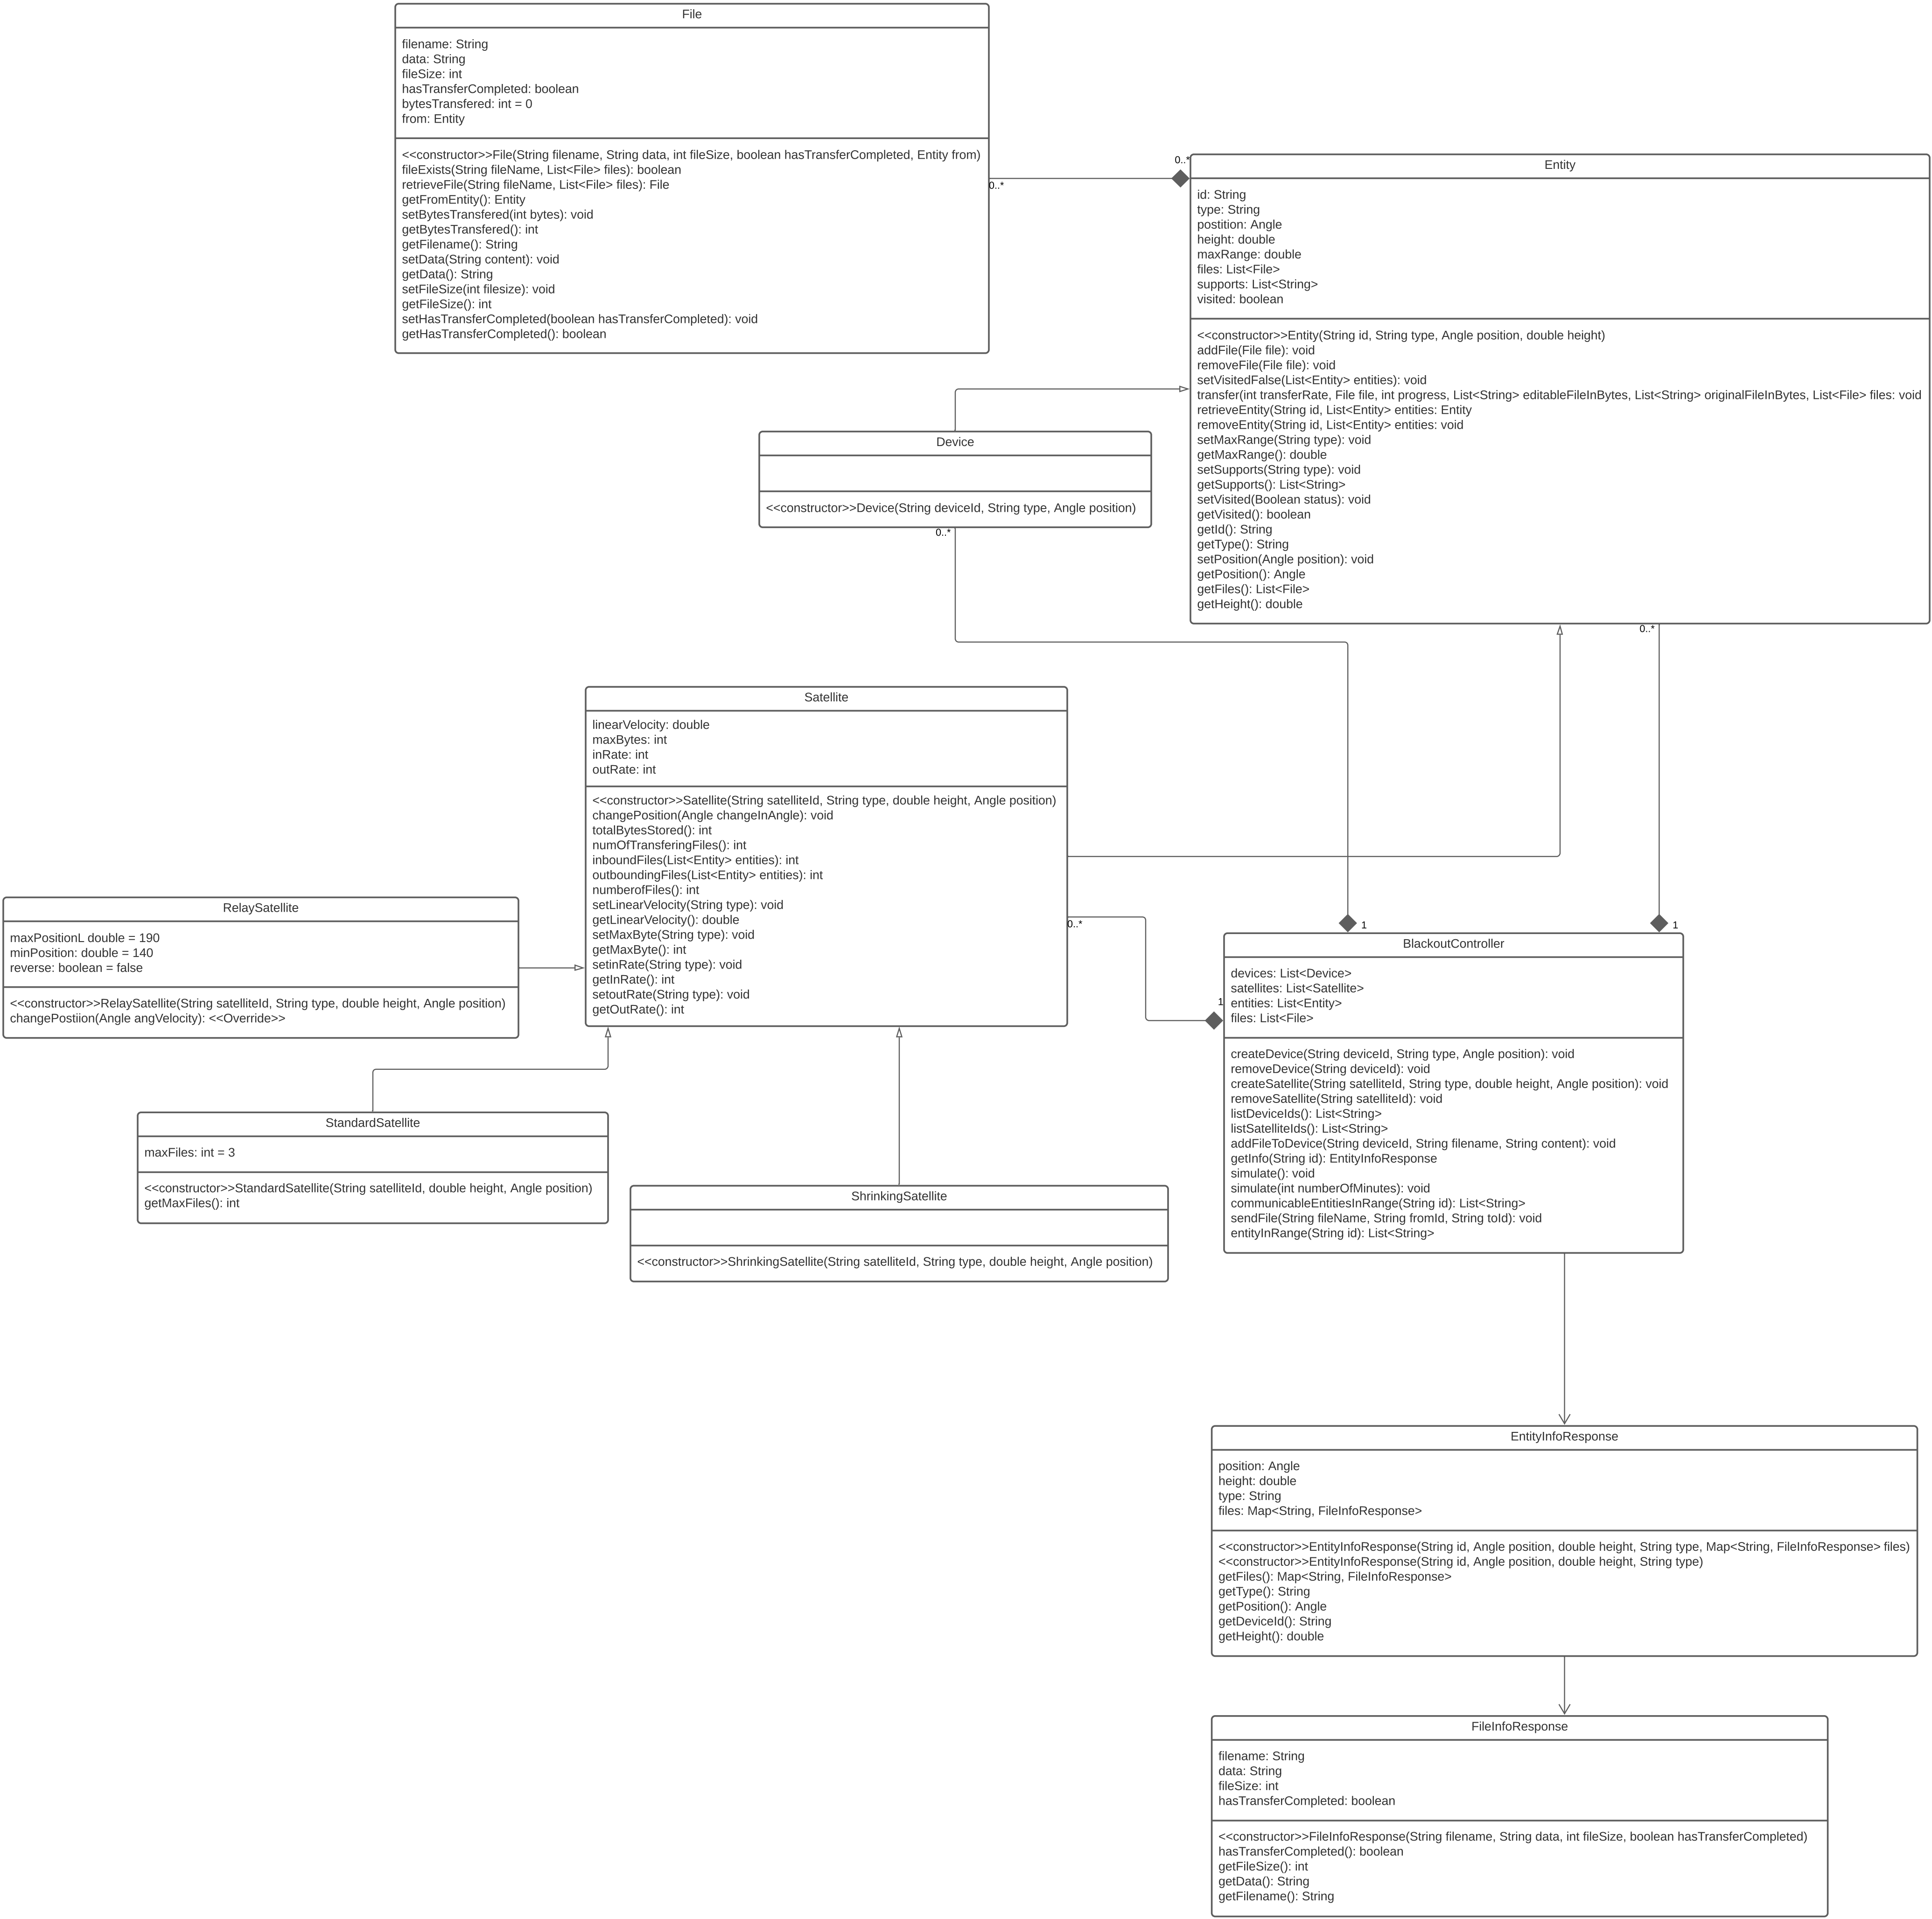 File
filename: String
data: String
fileSize: int
hasTransferCompleted: boolean
bytesTransfered: int = 0
from: Entity
<<constructor>>File(String filename, String data, int fileSize, boolean hasTransferCompleted, Entity from)
fileExists(String fileName, List<File> files): boolean
retrieveFile(String fileName, List<File> files): File
getFromEntity(): Entity
setBytesTransfered(int bytes): void
getBytesTransfered(): int
getFilename(): String
setData(String content): void
getData(): String
setFileSize(int filesize): void
getFileSize(): int
setHasTransferCompleted(boolean hasTransferCompleted): void
getHasTransferCompleted(): boolean
0..*
0..*
Entity
id: String
type: String
postition: Angle
height: double
maxRange: double
files: List<File>
supports: List<String>
visited: boolean
<<constructor>>Entity(String id, String type, Angle position, double height)
addFile(File file): void
removeFile(File file): void
setVisitedFalse(List<Entity> entities): void
transfer(int transferRate, File file, int progress, List<String> editableFileInBytes, List<String> originalFileInBytes, List<File> files: void
retrieveEntity(String id, List<Entity> entities: Entity
removeEntity(String id, List<Entity> entities: void
setMaxRange(String type): void
getMaxRange(): double
setSupports(String type): void
getSupports(): List<String>
setVisited(Boolean status): void
getVisited(): boolean
getId(): String
getType(): String
setPosition(Angle position): void
getPosition(): Angle
getFiles(): List<File>
getHeight(): double
0..*
Device
<<constructor>>Device(String deviceId, String type, Angle position)
0..*
Satellite
linearVelocity: double
maxBytes: int
inRate: int
outRate: int
<<constructor>>Satellite(String satelliteId, String type, double height, Angle position)
changePosition(Angle changeInAngle): void
totalBytesStored(): int
numOfTransferingFiles(): int
inboundFiles(List<Entity> entities): int
outboundingFiles(List<Entity> entities): int
numberofFiles(): int
setLinearVelocity(String type): void
getLinearVelocity(): double
setMaxByte(String type): void
getMaxByte(): int
setinRate(String type): void
getInRate(): int
setoutRate(String type): void
getOutRate(): int
0..*
RelaySatellite
maxPositionL double = 190
minPosition: double = 140
reverse: boolean = false
<<constructor>>RelaySatellite(String satelliteId, String type, double height, Angle position)
changePostiion(Angle angVelocity): <<Override>>
StandardSatellite
maxFiles: int = 3
<<constructor>>StandardSatellite(String satelliteId, double height, Angle position)
getMaxFiles(): int
ShrinkingSatellite
<<constructor>>ShrinkingSatellite(String satelliteId, String type, double height, Angle position)
1
1
1
BlackoutController
devices: List<Device>
satellites: List<Satellite>
entities: List<Entity>
files: List<File>
createDevice(String deviceId, String type, Angle position): void
removeDevice(String deviceId): void
createSatellite(String satelliteId, String type, double height, Angle position): void
removeSatellite(String satelliteId): void
listDeviceIds(): List<String>
listSatelliteIds(): List<String>
addFileToDevice(String deviceId, String filename, String content): void
getInfo(String id): EntityInfoResponse
simulate(): void
simulate(int numberOfMinutes): void
communicableEntitiesInRange(String id): List<String>
sendFile(String fileName, String fromId, String toId): void
entityInRange(String id): List<String>
EntityInfoResponse
position: Angle
height: double
type: String
files: Map<String, FileInfoResponse>
<<constructor>>EntityInfoResponse(String id, Angle position, double height, String type, Map<String, FileInfoResponse> files)
<<constructor>>EntityInfoResponse(String id, Angle position, double height, String type)
getFiles(): Map<String, FileInfoResponse>
getType(): String
getPosition(): Angle
getDeviceId(): String
getHeight(): double
FileInfoResponse
filename: String
data: String
fileSize: int
hasTransferCompleted: boolean
<<constructor>>FileInfoResponse(String filename, String data, int fileSize, boolean hasTransferCompleted)
hasTransferCompleted(): boolean
getFileSize(): int
getData(): String
getFilename(): String